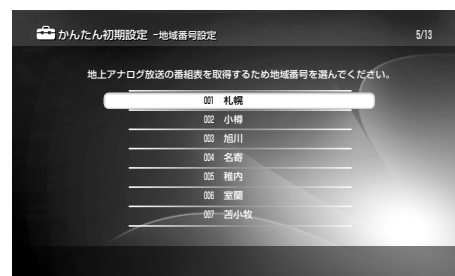 かんたん初期設定 -地域番号設定 5/13
地上アナログ放送の番組表を取得するため地域番号を選んでください。
001 札幌
002 小樽
003 旭川
004 名寄
005 稚内
006 室蘭
007 苫小牧